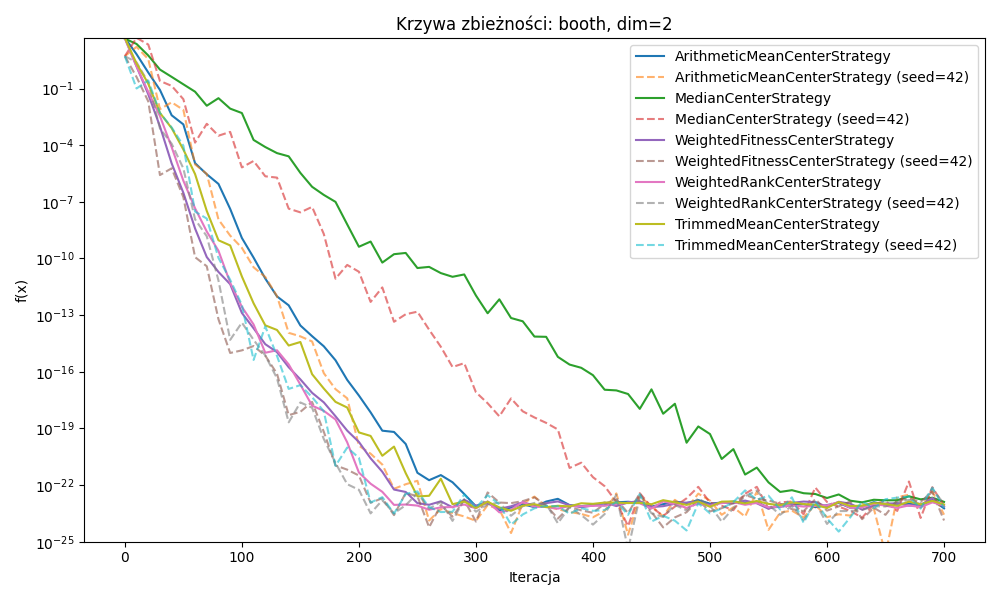 Krzywa zbieżności: booth, dim=2
ArithmeticMeanCenterStrategy
ArithmeticMeanCenterStrategy (seed=42)
MedianCenterStrategy
MedianCenterStrategy (seed=42)
WeightedFitnessCenterStrategy
WeightedFitnessCenterStrategy (seed=42)
WeightedRankCenterStrategy
WeightedRankCenterStrategy (seed=42)
TrimmedMeanCenterStrategy
TrimmedMeanCenterStrategy (seed=42)
f(x)
10⁻¹
10⁻⁴
10⁻⁷
10⁻¹⁰
10⁻¹³
10⁻¹⁶
10⁻¹⁹
10⁻²²
10⁻²⁵
0 100 200 300 400 500 600 700
Iteracja